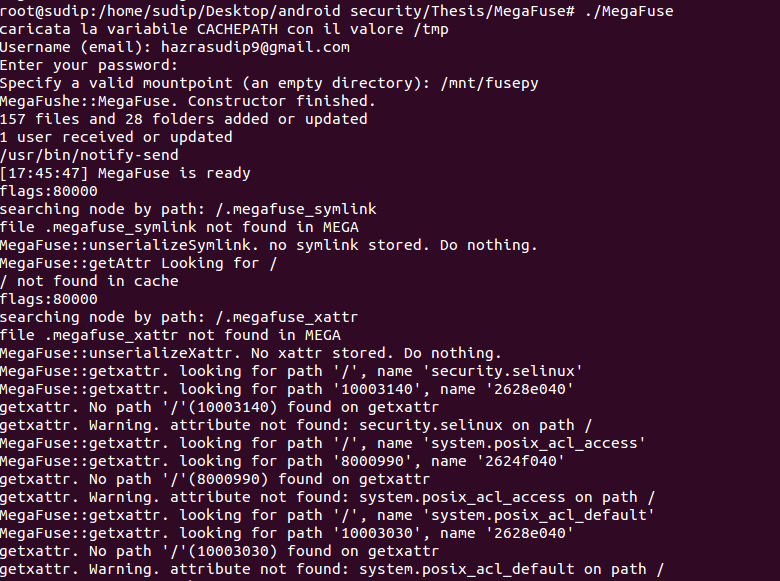 root@sudip:/home/sudip/Desktop/android security/Thesis/MegaFuse# ./MegaFuse
caricata la variabile CACHEPATH con il valore /tmp
Username (email): hazrasudip9@gmail.com
Enter your password:
Specify a valid mountpoint (an empty directory): /mnt/fusepy
MegaFushe::MegaFuse. Constructor finished.
157 files and 28 folders added or updated
1 user received or updated
/usr/bin/notify-send
[17:45:47] MegaFuse is ready
flags:80000
searching node by path: /.megafuse_symlink
file .megafuse_symlink not found in MEGA
MegaFuse::unserializeSymlink. no symlink stored. Do nothing.
MegaFuse::getAttr Looking for /
/ not found in cache
flags:80000
searching node by path: /.megafuse_xattr
file .megafuse_xattr not found in MEGA
MegaFuse::unserializeXattr. No xattr stored. Do nothing.
MegaFuse::getxattr. looking for path '/', name 'security.selinux'
MegaFuse::getxattr. looking for path '10003140', name '2628e040'
getxattr. No path '/'(10003140) found on getxattr
getxattr. Warning. attribute not found: security.selinux on path /
MegaFuse::getxattr. looking for path '/', name 'system.posix_acl_access'
MegaFuse::getxattr. looking for path '8000990', name '2624f040'
getxattr. No path '/'(8000990) found on getxattr
getxattr. Warning. attribute not found: system.posix_acl_access on path /
MegaFuse::getxattr. looking for path '/', name 'system.posix_acl_default'
MegaFuse::getxattr. looking for path '10003030', name '2628e040'
getxattr. No path '/'(10003030) found on getxattr
getxattr. Warning. attribute not found: system.posix_acl_default on path /